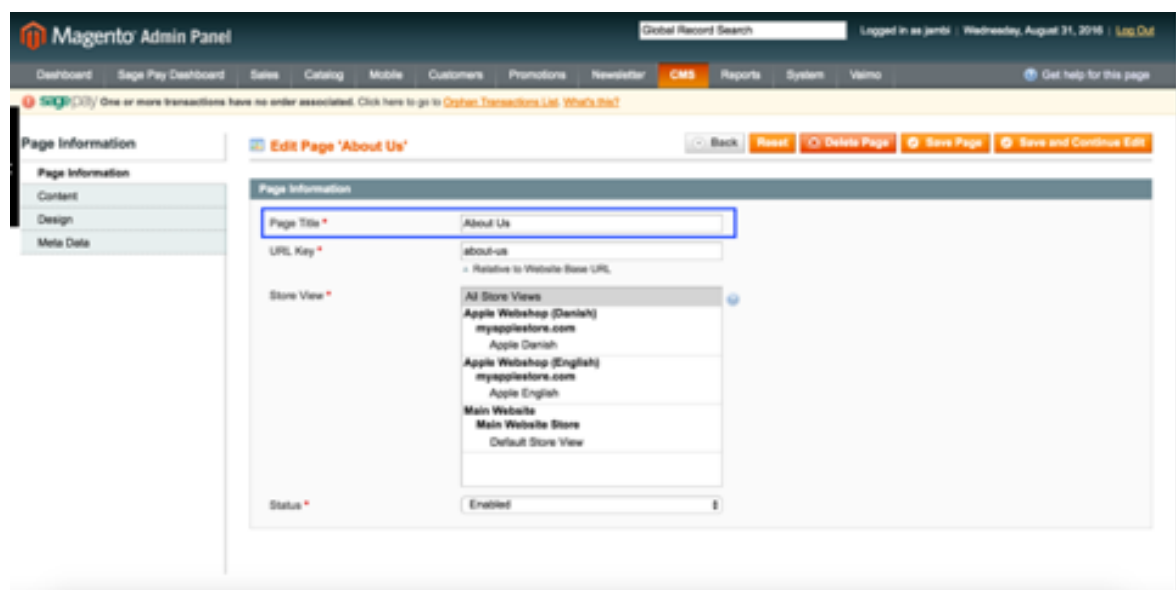 Magento Admin Panel
Global Record Search
Logged in as jambi | Wednesday, August 31, 2016 | Log Out
Dashboard Sage Pay Dashboard Sales Catalog Mobile Customers Promotions Newsletter CMS Reports System Vaimo Get help for this page
sagepay One or more transactions have no order associated. Click here to go to Orphan Transactions List. What's this?
Page Information
Edit Page 'About Us'
Back Reset Delete Page Save Page Save and Continue Edit
Page Information
Content
Design
Meta Data
Page Information
Page Title * About Us
URL Key * about-us
Relative to Website Base URL
Store View * All Store Views
Apple Webshop (Danish)
myapplestore.com
Apple Danish
Apple Webshop (English)
myapplestore.com
Apple English
Main Website
Main Website Store
Default Store View
Status * Enabled